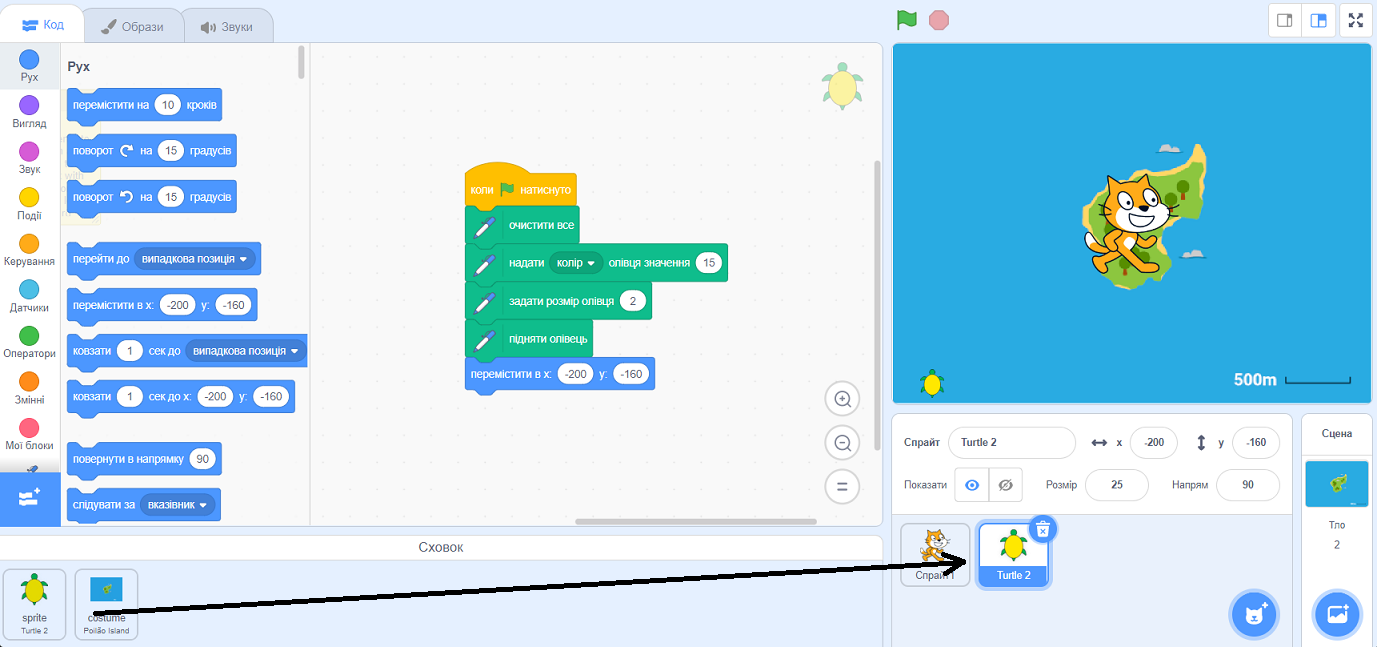 Код
Образи
Звуки
Рух
Вигляд
Звук
Події
Керування
Датчики
Оператори
Змінні
Мої блоки
Рух
перемістити на 10 кроків
поворот на 15 градусів
поворот на 15 градусів
перейти до випадкова позиція
перемістити в x: -200 y: -160
ковзати 1 сек до випадкова позиція
ковзати 1 сек до x: -200 y: -160
повернути в напрямку 90
слідувати за вказівник
коли натиснуто
очистити все
надати колір олівця значення 15
задати розмір олівця 2
підняти олівець
перемістити в x: -200 y: -160
500m
Спрайт Turtle 2 x -200 y -160
Показати Розмір 25 Напрям 90
Спрайт1
Turtle 2
Сцена
Тло
2
Сховок
sprite
Turtle 2
costume
Poilão Island